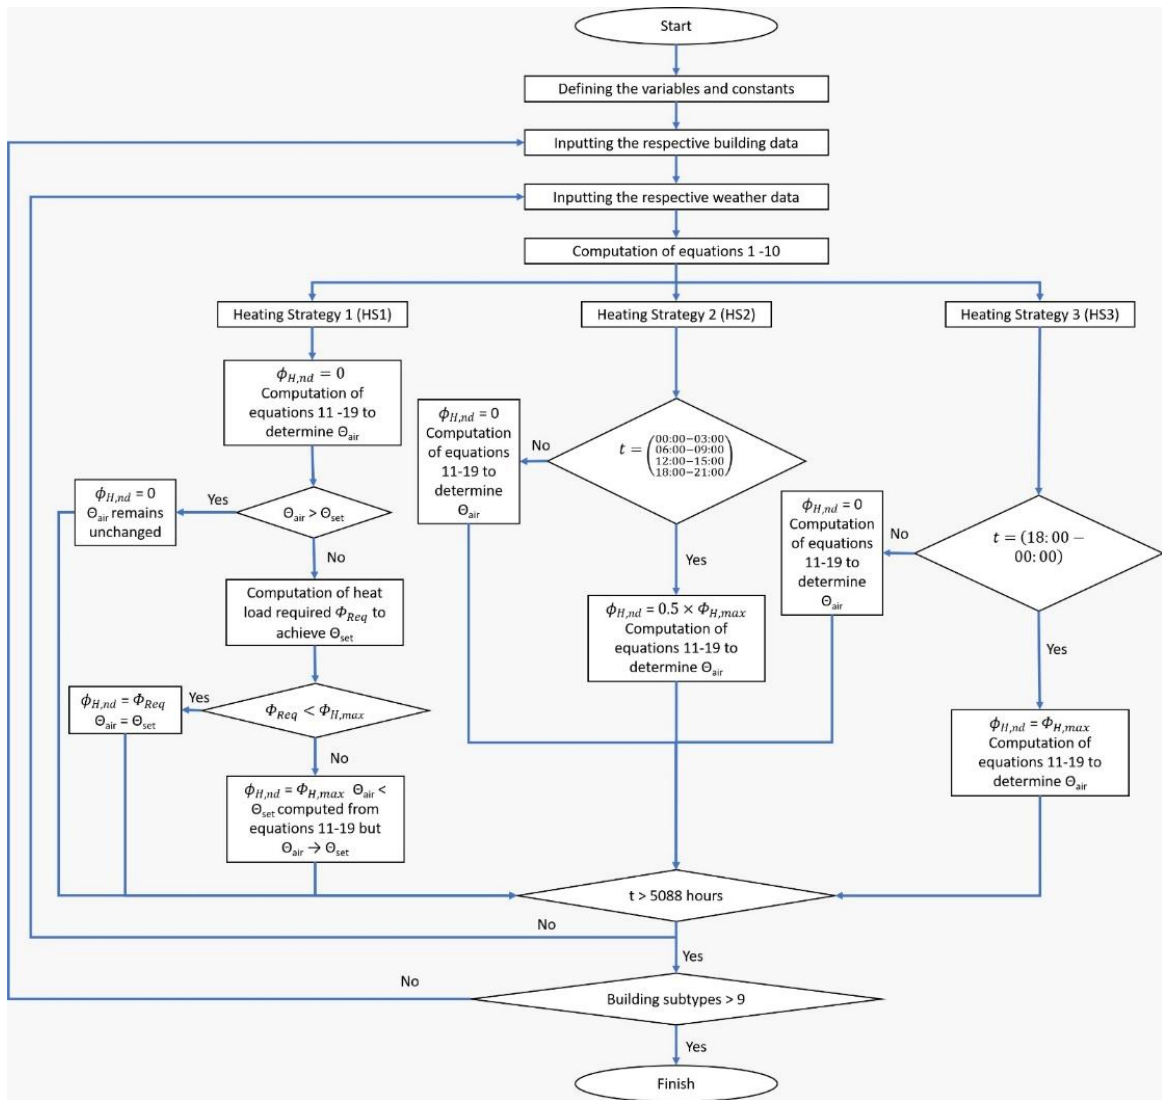 Start
Defining the variables and constants
Inputting the respective building data
Inputting the respective weather data
Computation of equations 1 -10
Heating Strategy 1 (HS1)
Heating Strategy 2 (HS2)
Heating Strategy 3 (HS3)
ϕH,nd = 0
Computation of
equations 11 -19 to
determine Θair
Θair > Θset
Yes
ϕH,nd = 0
Θair remains
unchanged
No
Computation of heat
load required ΦReq to
achieve Θset
ΦReq < ΦH,max
Yes
ϕH,nd = ΦReq
Θair = Θset
No
ϕH,nd = ΦH,max Θair <
Θset computed from
equations 11-19 but
Θair → Θset
t = (00:00−03:00
06:00−09:00
12:00−15:00
18:00−21:00)
No
ϕH,nd = 0
Computation
of equations
11-19 to
determine
Θair
Yes
ϕH,nd = 0.5 × ΦH,max
Computation of
equations 11-19 to
determine Θair
t = (18:00 −
00:00)
No
ϕH,nd = 0
Computation
of equations
11-19 to
determine
Θair
Yes
ϕH,nd = ΦH,max
Computation of
equations 11-19 to
determine Θair
t > 5088 hours
No
Yes
Building subtypes > 9
No
Yes
Finish